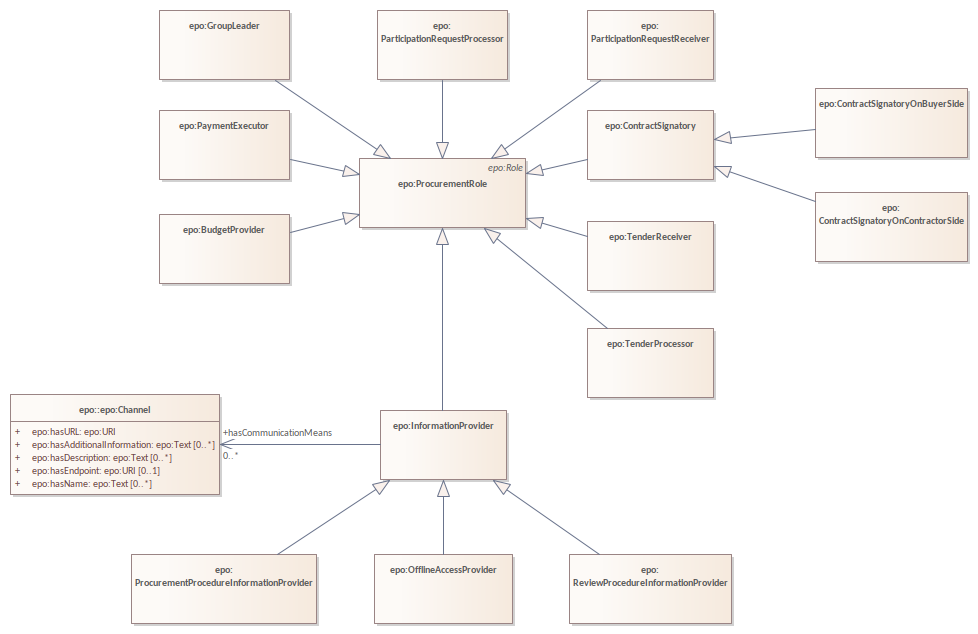 epo:GroupLeader
epo:
ParticipationRequestProcessor
epo:
ParticipationRequestReceiver
epo:PaymentExecutor
epo:ContractSignatory
epo:ContractSignatoryOnBuyerSide
epo:Role
epo:ProcurementRole
epo:
ContractSignatoryOnContractorSide
epo:BudgetProvider
epo:TenderReceiver
epo:TenderProcessor
epo::epo:Channel
+ epo:hasURL: epo:URI
+ epo:hasAdditionalInformation: epo:Text [0..*]
+ epo:hasDescription: epo:Text [0..*]
+ epo:hasEndpoint: epo:URI [0..1]
+ epo:hasName: epo:Text [0..*]
+hasCommunicationMeans
0..*
epo:InformationProvider
epo:
ProcurementProcedureInformationProvider
epo:OfflineAccessProvider
epo:
ReviewProcedureInformationProvider